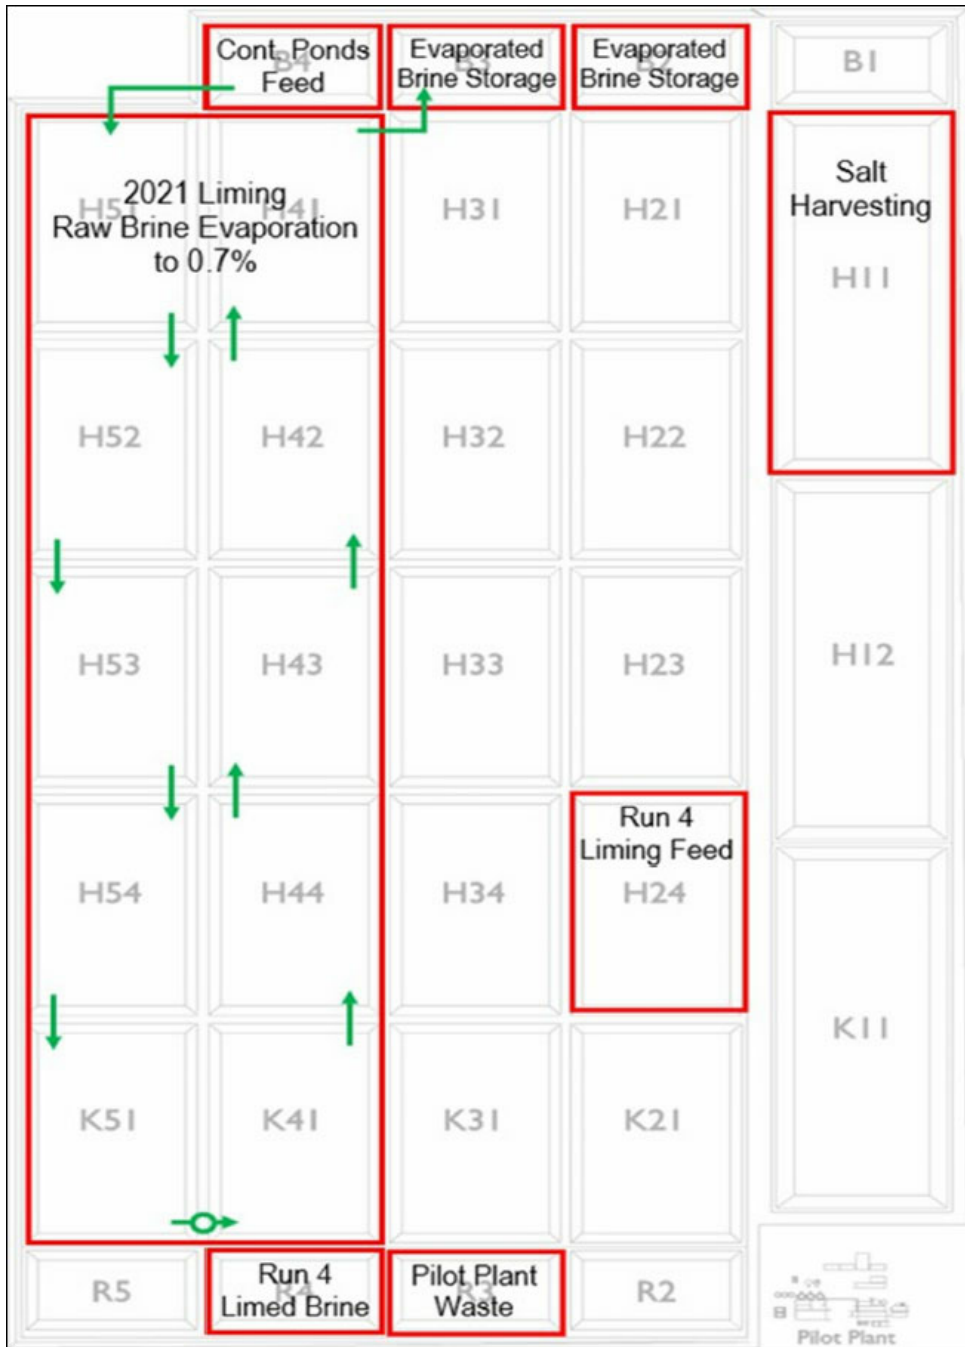 Cont. Ponds
Feed
B4
Evaporated
Brine Storage
B3
Evaporated
Brine Storage
B2
B1
2021 Liming
Raw Brine Evaporation
to 0.7%
H51
H41
H31
H21
Salt
Harvesting
H11
H52
H42
H32
H22
H53
H43
H33
H23
H12
Run 4
Liming Feed
H54
H44
H34
H24
K11
K51
K41
K31
K21
R5
Run 4
Limed Brine
R4
Pilot Plant
Waste
R3
R2
Pilot Plant